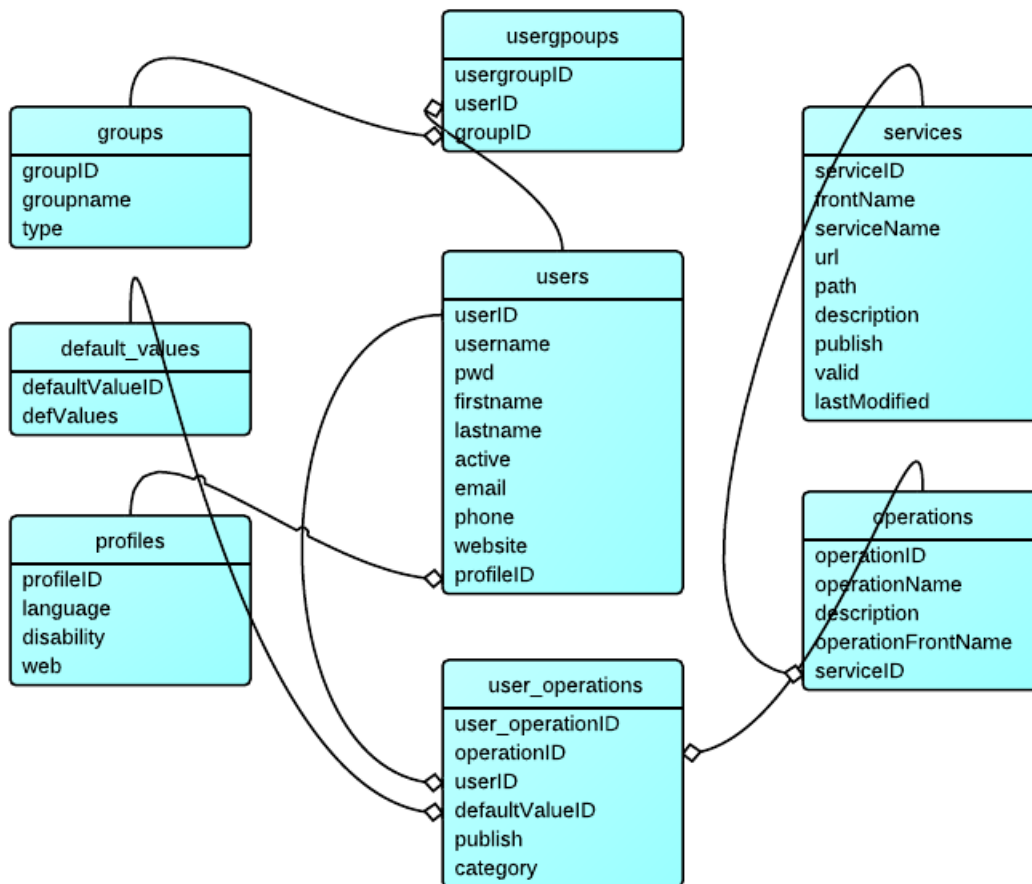 usergpoups
usergroupID
userID
groupID
groups
groupID
groupname
type
services
serviceID
frontName
serviceName
url
path
description
publish
valid
lastModified
users
userID
username
pwd
firstname
lastname
active
email
phone
website
profileID
default_values
defaultValueID
defValues
profiles
profileID
language
disability
web
operations
operationID
operationName
description
operationFrontName
serviceID
user_operations
user_operationID
operationID
userID
defaultValueID
publish
category